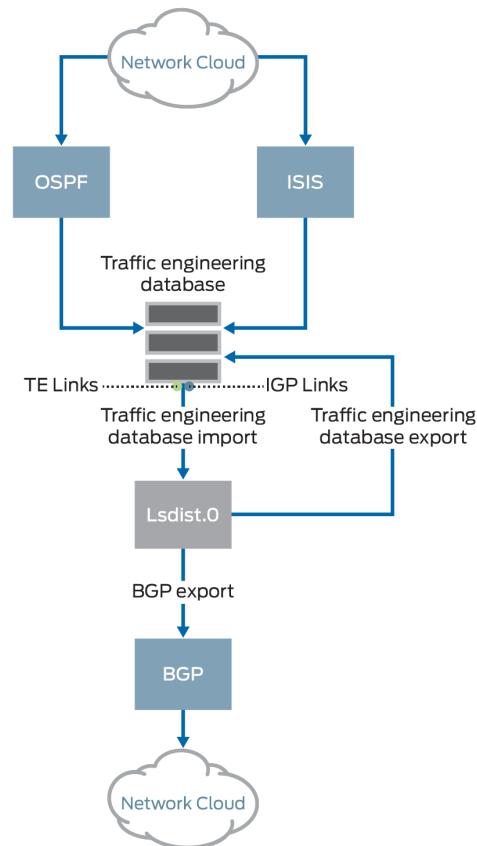 Network Cloud
OSPF
ISIS
Traffic engineering
database
TE Links
IGP Links
Traffic engineering
database import
Traffic engineering
database export
Lsdist.0
BGP export
BGP
Network Cloud